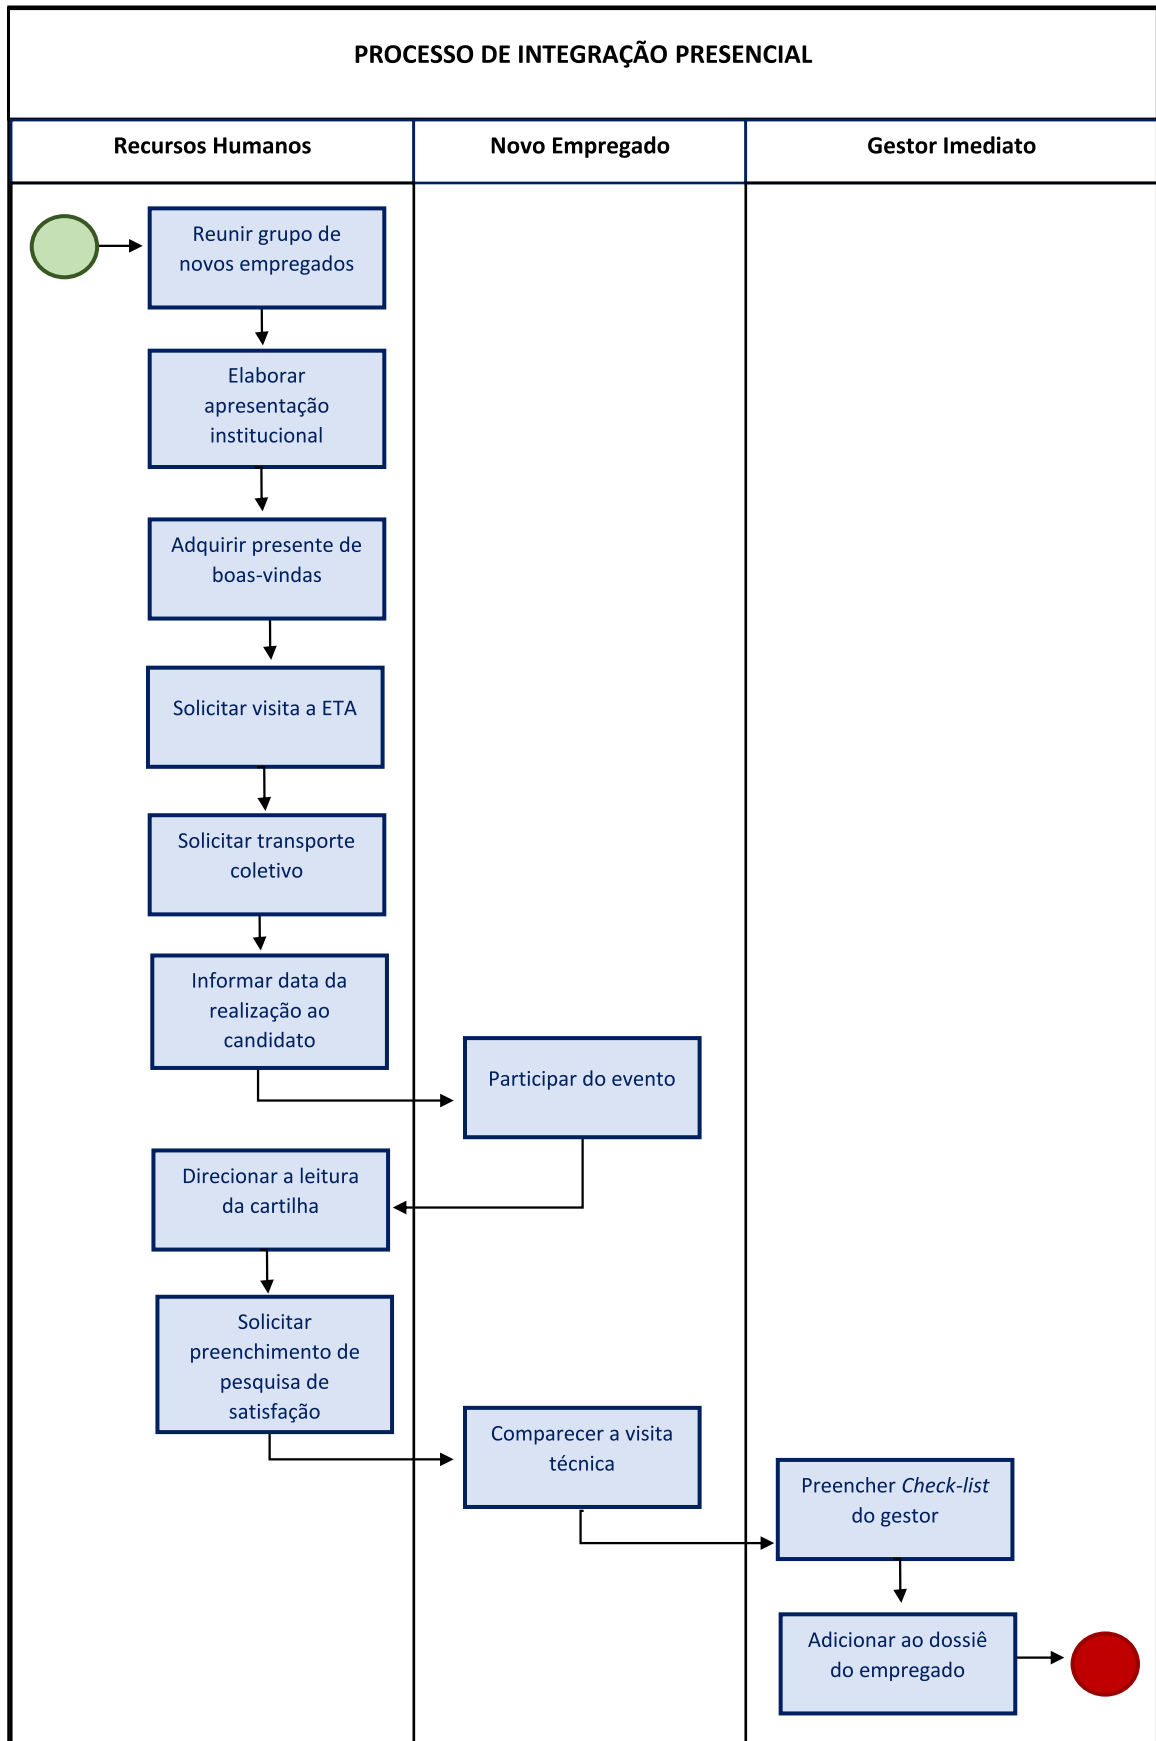 PROCESSO DE INTEGRAÇÃO PRESENCIAL
Recursos Humanos
Novo Empregado
Gestor Imediato
Reunir grupo de
novos empregados
Elaborar
apresentação
institucional
Adquirir presente de
boas-vindas
Solicitar visita a ETA
Solicitar transporte
coletivo
Informar data da
realização ao
candidato
Participar do evento
Direcionar a leitura
da cartilha
Solicitar
preenchimento de
pesquisa de
satisfação
Comparecer a visita
técnica
Preencher Check-list
do gestor
Adicionar ao dossiê
do empregado